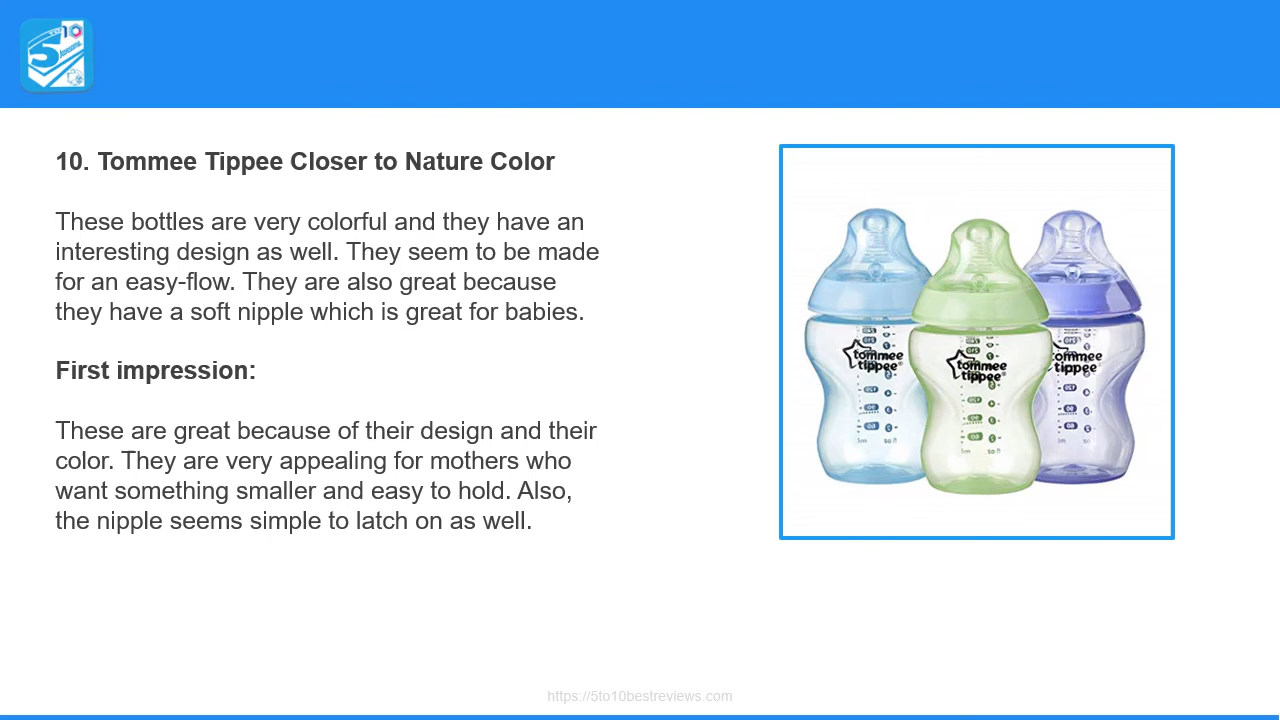 5
10
10. Tommee Tippee Closer to Nature Color
These bottles are very colorful and they have an
interesting design as well. They seem to be made
for an easy-flow. They are also great because
they have a soft nipple which is great for babies.
First impression:
These are great because of their design and their
color. They are very appealing for mothers who
want something smaller and easy to hold. Also,
the nipple seems simple to latch on as well.
tommee
tippee®
tommee
tippee®
tommee
tippee®
https://5to10bestreviews.com